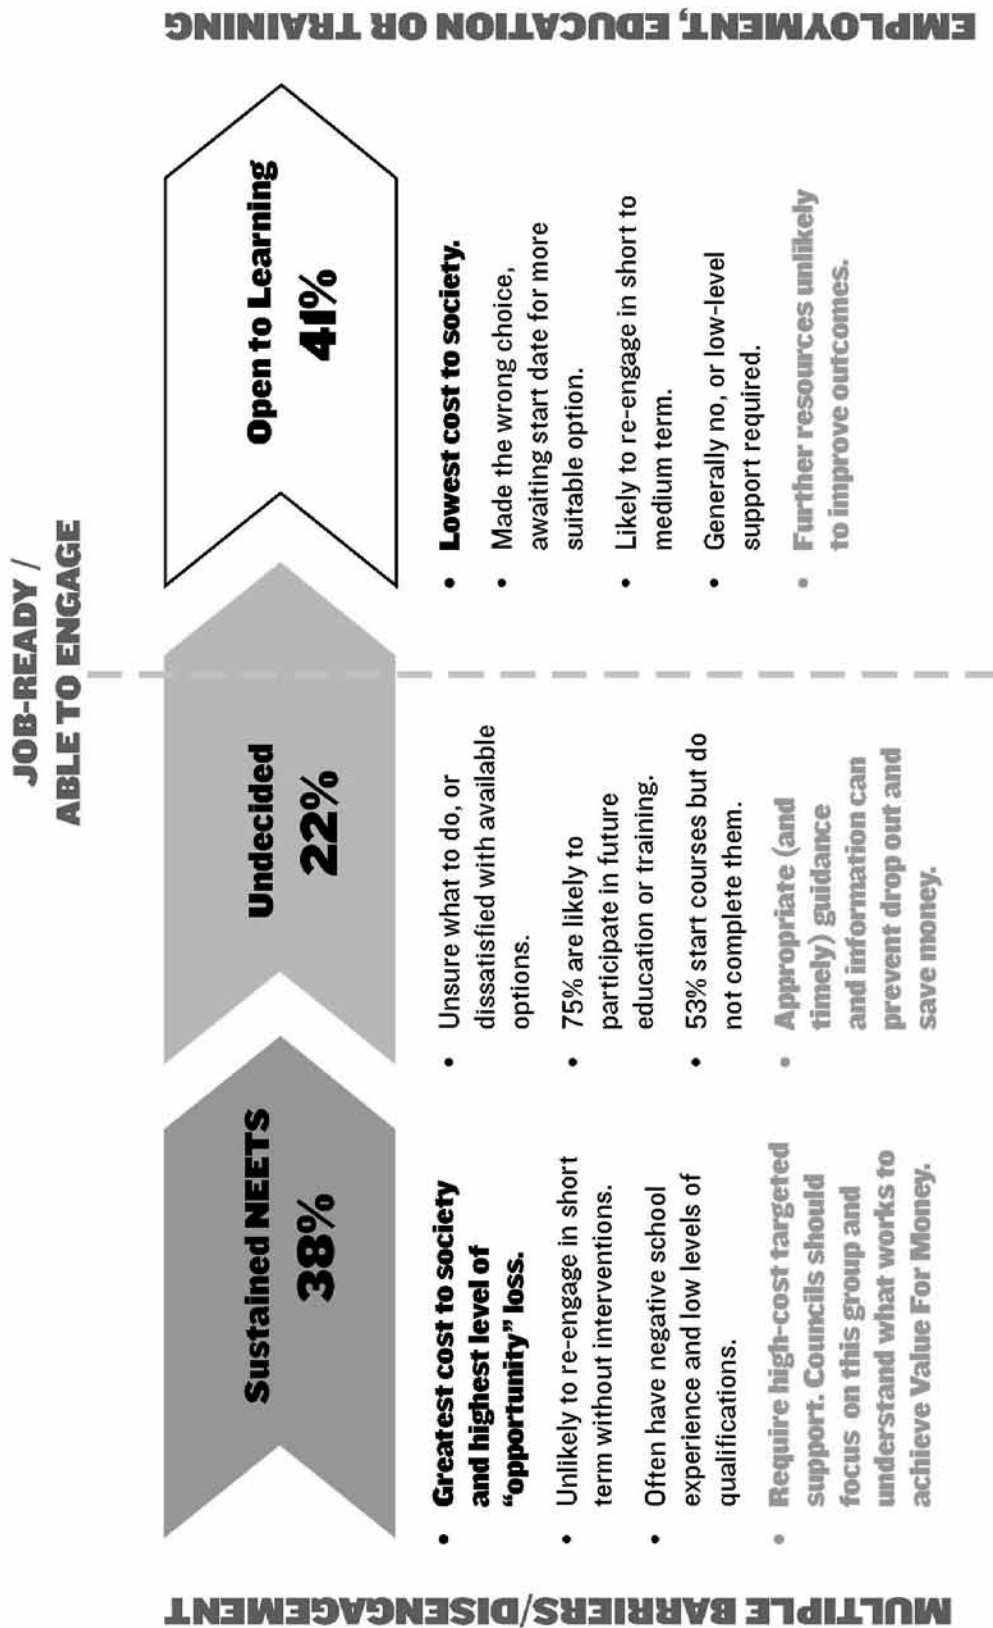 JOB-READY /
ABLE TO ENGAGE
MULTIPLE BARRIERS/DISENGAGEMENT
Sustained NEETS
38%
• Greatest cost to society
and highest level of
“opportunity” loss.
• Unlikely to re-engage in short
term without interventions.
• Often have negative school
experience and low levels of
qualifications.
• Require high-cost targeted
support. Councils should
focus on this group and
understand what works to
achieve Value For Money.
Undecided
22%
• Unsure what to do, or
dissatisfied with available
options.
• 75% are likely to
participate in future
education or training.
• 53% start courses but do
not complete them.
• Appropriate (and
timely) guidance
and information can
prevent drop out and
save money.
Open to Learning
41%
• Lowest cost to society.
• Made the wrong choice,
awaiting start date for more
suitable option.
• Likely to re-engage in short to
medium term.
• Generally no, or low-level
support required.
• Further resources unlikely
to improve outcomes.
EMPLOYMENT, EDUCATION OR TRAINING